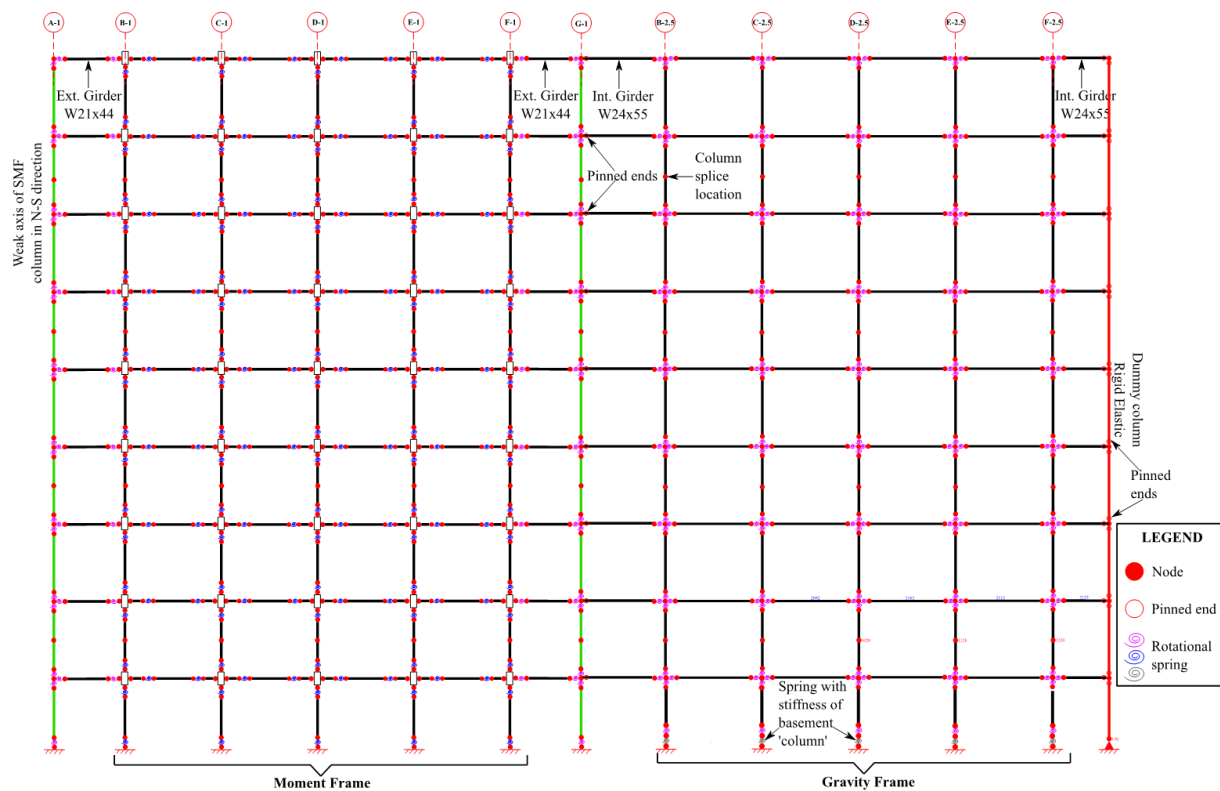 A-1
B-1
C-1
D-1
E-1
F-1
G-1
B-2.5
C-2.5
D-2.5
E-2.5
F-2.5
Ext. Girder
W21x44
Ext. Girder
W21x44
Int. Girder
W24x55
Int. Girder
W24x55
Weak axis of SMF
column in N-S direction
Pinned ends
Column
splice
location
Dummy column
Rigid Elastic
Pinned
ends
LEGEND
Node
Pinned end
Rotational
spring
Spring with
stiffness of
basement
'column'
Moment Frame
Gravity Frame